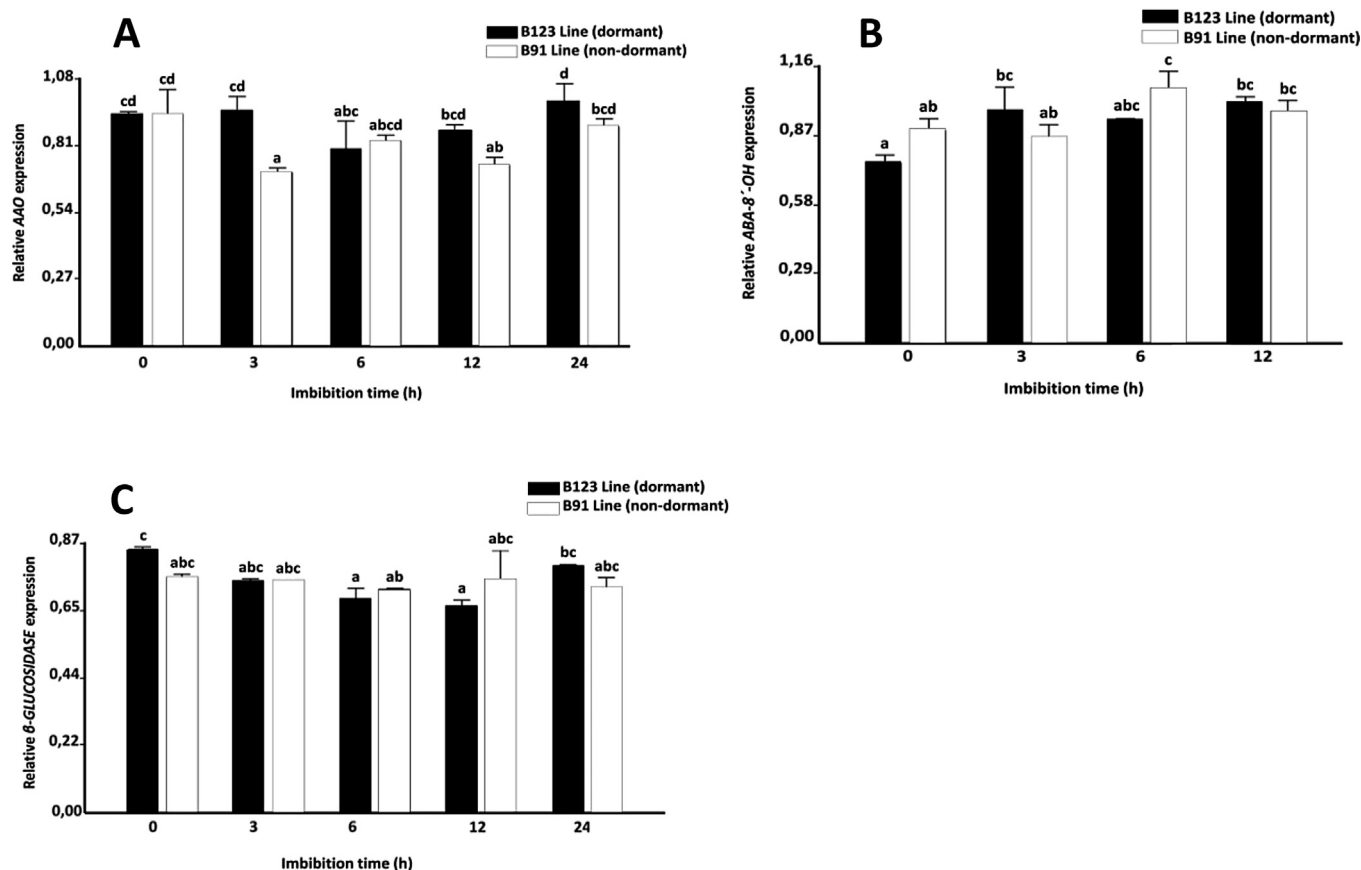 A
B123 Line (dormant)
B91 Line (non-dormant)
Relative AAO expression
1,08
0,81
0,54
0,27
0,00
cd cd cd a abc abcd bcd ab d bcd
0 3 6 12 24
Imbibition time (h)
B
B123 Line (dormant)
B91 Line (non-dormant)
Relative ABA-8´-OH expression
1,16
0,87
0,58
0,29
0,00
a ab bc ab abc c bc bc
0 3 6 12
Imbibition time (h)
C
B123 Line (dormant)
B91 Line (non-dormant)
Relative β-GLUCOSIDASE expression
0,87
0,65
0,44
0,22
0,00
c abc abc abc a ab a abc bc abc
0 3 6 12 24
Imbibition time (h)